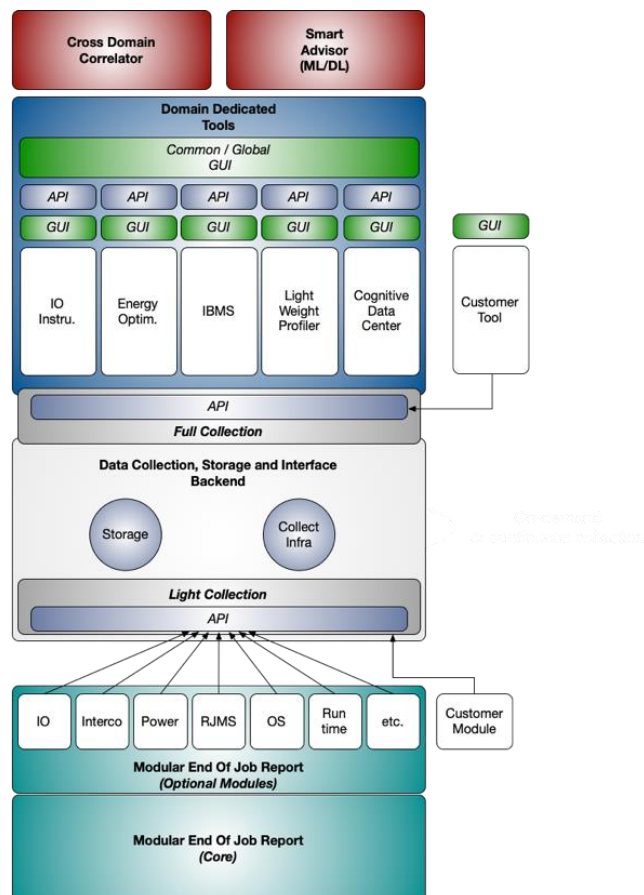 Cross Domain
Correlator
Smart
Advisor
(ML/DL)
Domain Dedicated
Tools
Common / Global
GUI
API
API
API
API
API
GUI
GUI
GUI
GUI
GUI
GUI
IO
Instru.
Energy
Optim.
IBMS
Light
Weight
Profiler
Cognitive
Data
Center
Customer
Tool
API
Full Collection
Data Collection, Storage and Interface
Backend
Storage
Collect
Infra
Light Collection
API
IO
Interco
Power
RJMS
OS
Run
time
etc.
Customer
Module
Modular End Of Job Report
(Optional Modules)
Modular End Of Job Report
(Core)